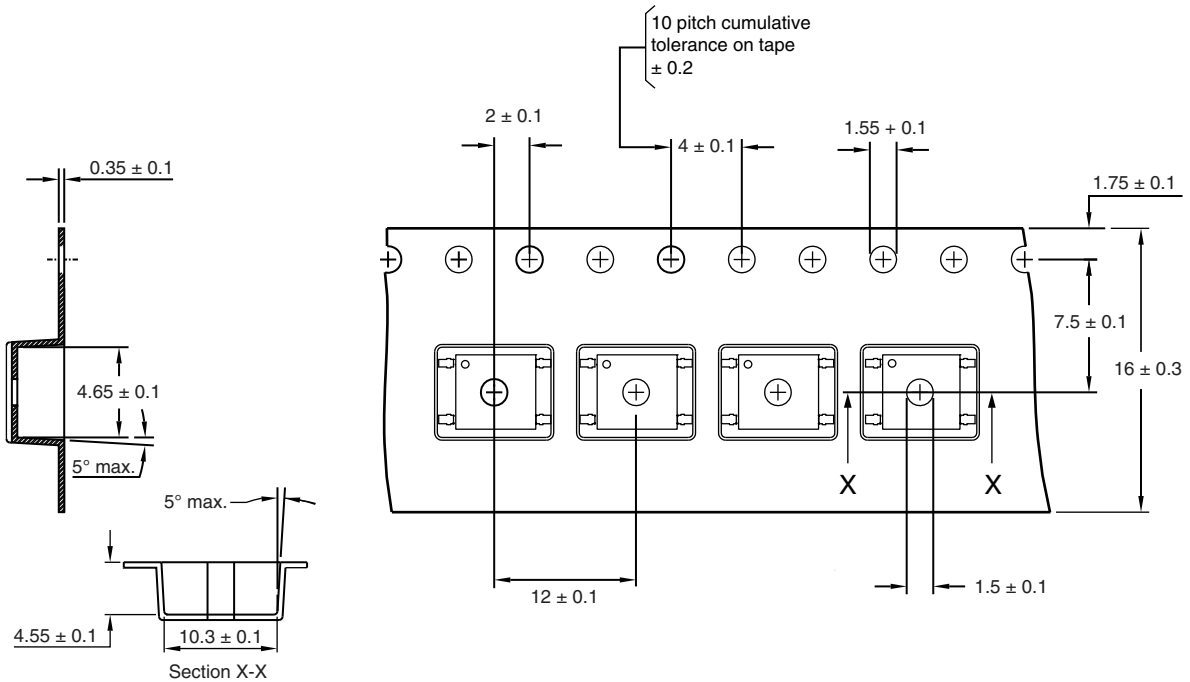 10 pitch cumulative
tolerance on tape
± 0.2
2 ± 0.1
4 ± 0.1
1.55 + 0.1
0.35 ± 0.1
1.75 ± 0.1
7.5 ± 0.1
16 ± 0.3
4.65 ± 0.1
5° max.
X
X
5° max.
12 ± 0.1
1.5 ± 0.1
4.55 ± 0.1
10.3 ± 0.1
Section X-X